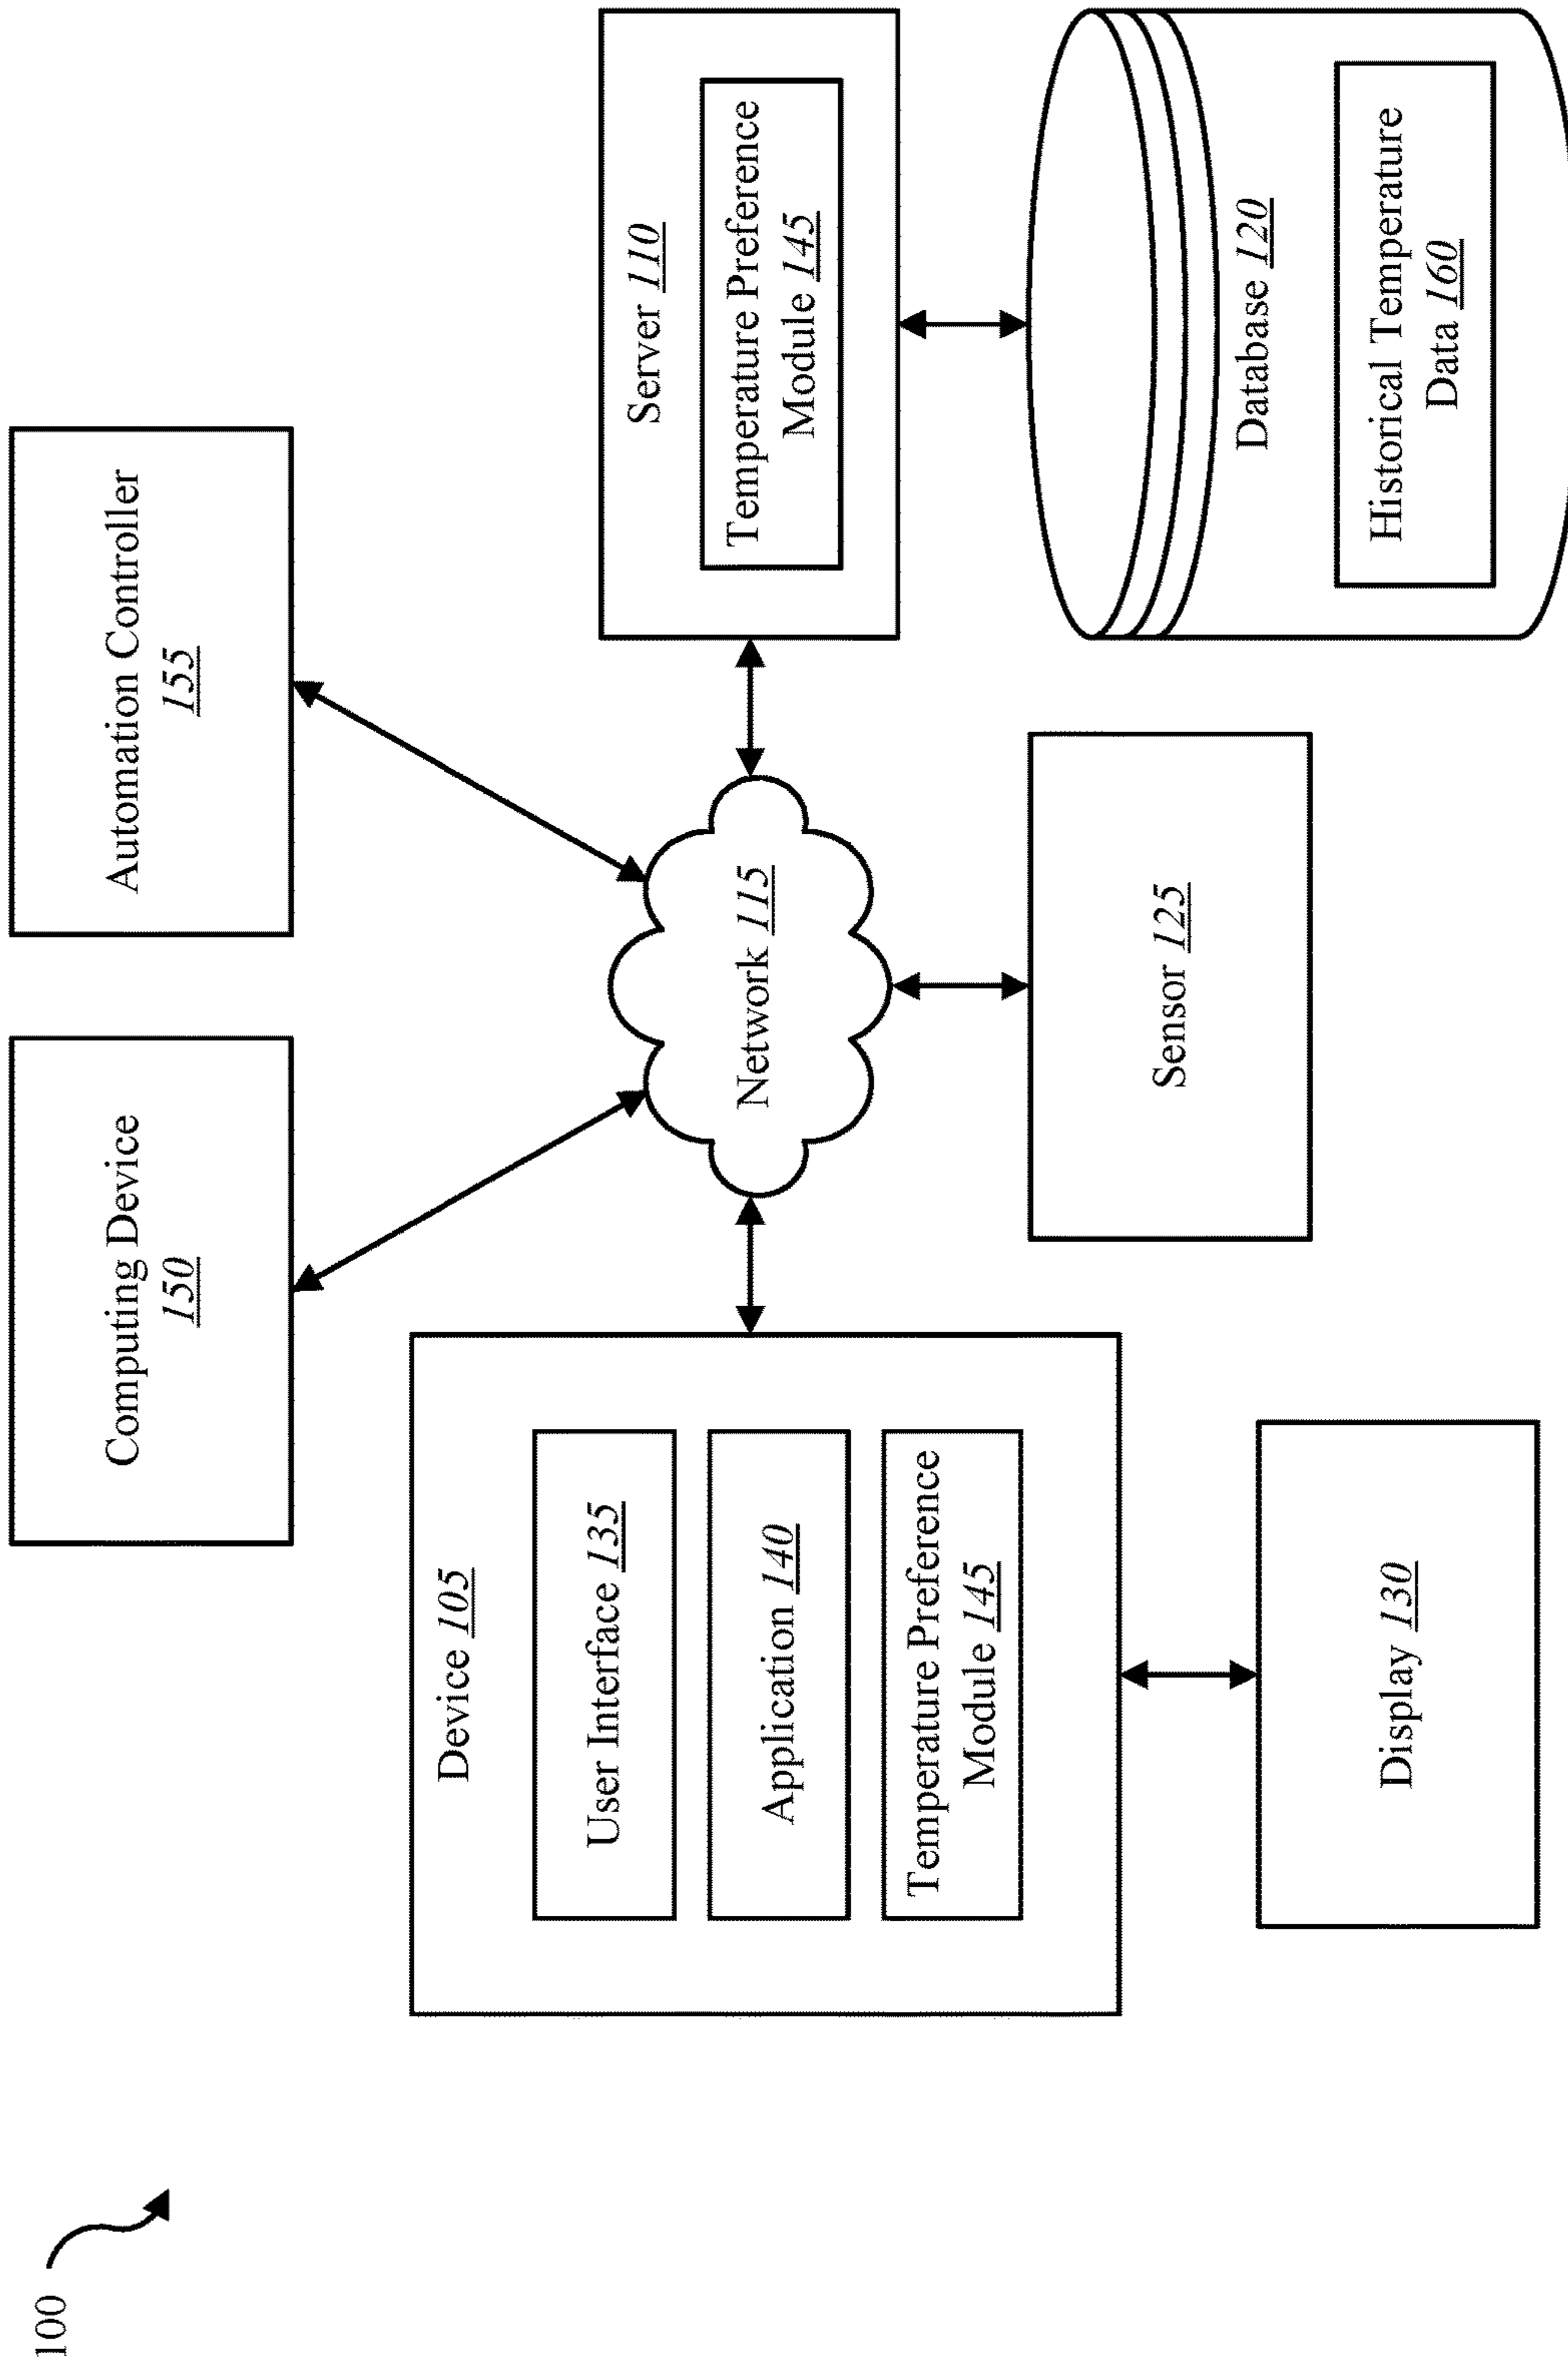 100
Computing Device
150
Automation Controller
155
Device 105
User Interface 135
Application 140
Temperature Preference
Module 145
Network 115
Server 110
Temperature Preference
Module 145
Display 130
Sensor 125
Database 120
Historical Temperature
Data 160